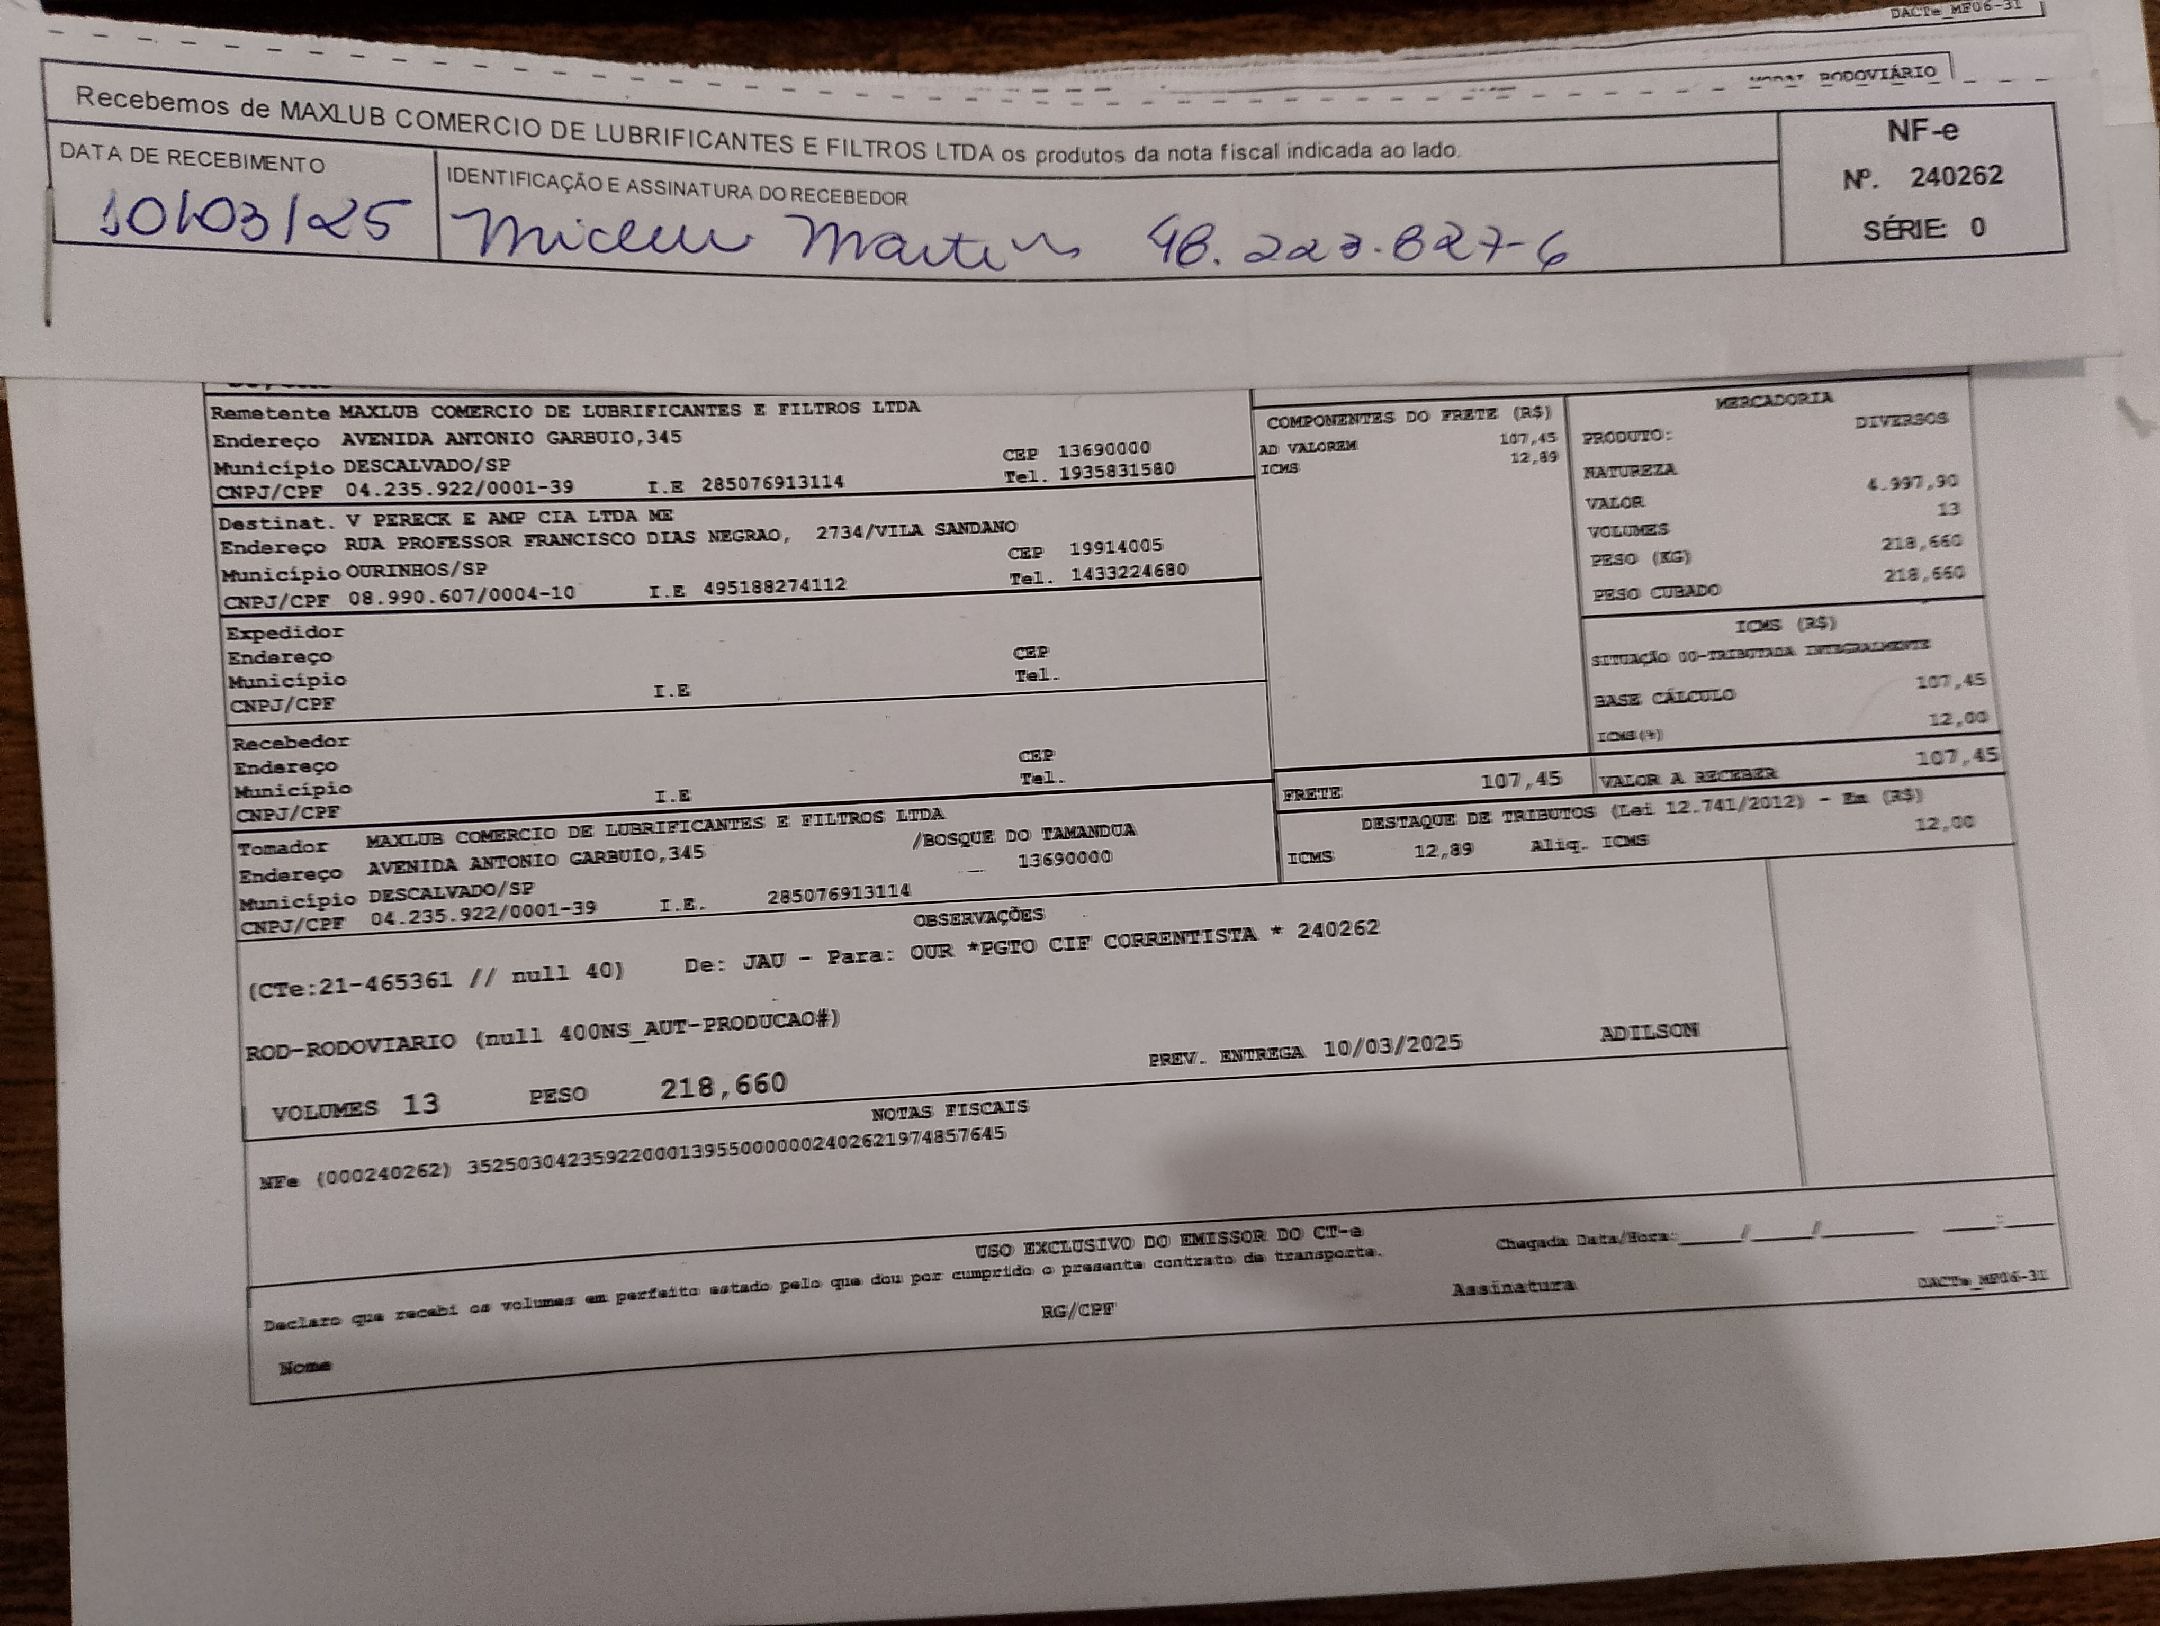 DACTe_MF06-31
RODOVIÁRIO
Recebemos de MAXLUB COMERCIO DE LUBRIFICANTES E FILTROS LTDA os produtos da nota fiscal indicada ao lado.
DATA DE RECEBIMENTO
10/03/25
IDENTIFICAÇÃO E ASSINATURA DO RECEBEDOR
Martins 48.223.827-6
NF-e
Nº. 240262
SÉRIE: 0
Remetente MAXLUB COMERCIO DE LUBRIFICANTES E FILTROS LTDA
Endereço AVENIDA ANTONIO GARBUIO,345
Município DESCALVADO/SP CEP 13690000
CNPJ/CPF 04.235.922/0001-39 I.E 285076913114 Tel. 1935831580
Destinat. V PERECK E AMP CIA LTDA ME
Endereço RUA PROFESSOR FRANCISCO DIAS NEGRAO, 2734/VILA SANDANO
Município OURINHOS/SP CEP 19914005
CNPJ/CPF 08.990.607/0004-10 I.E 495188274112 Tel. 1433224680
Expedidor
Endereço
Município CEP
CNPJ/CPF I.E Tel.
Recebedor
Endereço
Município CEP
CNPJ/CPF I.E Tel.
Tomador MAXLUB COMERCIO DE LUBRIFICANTES E FILTROS LTDA
Endereço AVENIDA ANTONIO GARBUIO,345 /BOSQUE DO TAMANDUA
Município DESCALVADO/SP 13690000
CNPJ/CPF 04.235.922/0001-39 I.E. 285076913114
COMPONENTES DO FRETE (R$)
AD VALOREM 107,45
ICMS 12,89
MERCADORIA
PRODUTO: DIVERSOS
NATUREZA
VALOR 4.997,90
VOLUMES 13
PESO (KG) 218,660
PESO CUBADO 218,660
ICMS (R$)
SITUAÇÃO 00-TRIBUTADA INTEGRALMENTE
BASE CÁLCULO 107,45
ICMS(%) 12,00
FRETE 107,45 VALOR A RECEBER 107,45
DESTAQUE DE TRIBUTOS (Lei 12.741/2012) - Em (R$)
ICMS 12,89 Aliq. ICMS 12,00
OBSERVAÇÕES
(CTe:21-465361 // null 40) De: JAU - Para: OUR *PGTO CIF CORRENTISTA * 240262
ROD-RODOVIARIO (null 400NS_AUT-PRODUCAO#)
VOLUMES 13 PESO 218,660 PREV. ENTREGA 10/03/2025 ADILSON
NOTAS FISCAIS
NFe (000240262) 35250304235922000139550000002402621974857645
USO EXCLUSIVO DO EMISSOR DO CT-e
Declaro que recebi os volumes em perfeito estado pelo que dou por cumprido o presente contrato de transporte.
Chegada Data/Hora:_____/_____/_______ ____:____
Nome RG/CPF Assinatura
DACTe_MF06-31